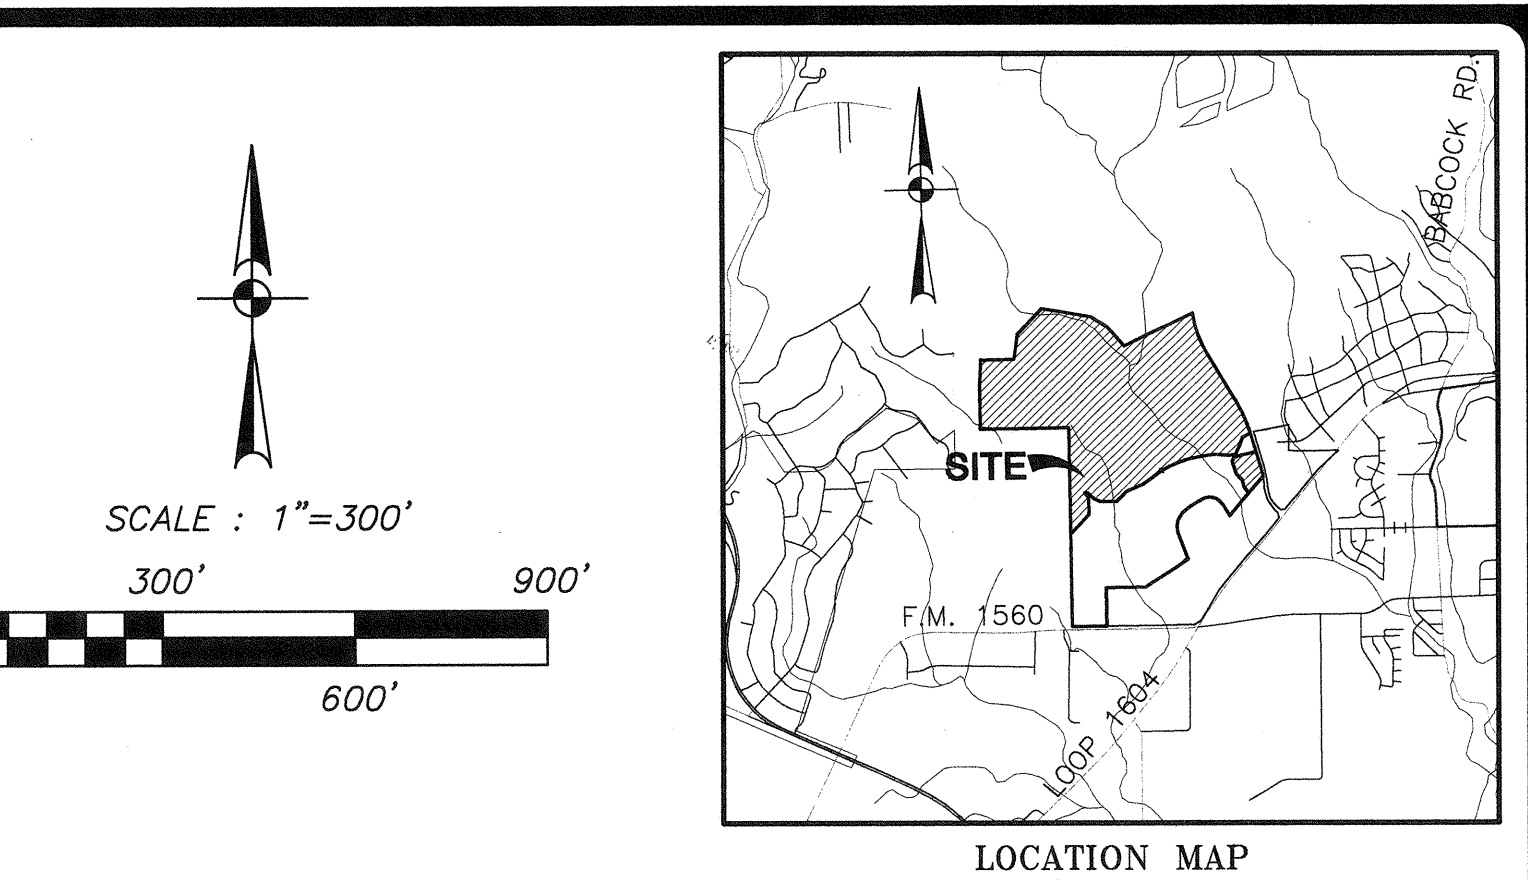 SCALE : 1"=300'
300'
900'
600'
BABCOCK RD.
SITE
F.M. 1560
LOOP 1604
LOCATION MAP